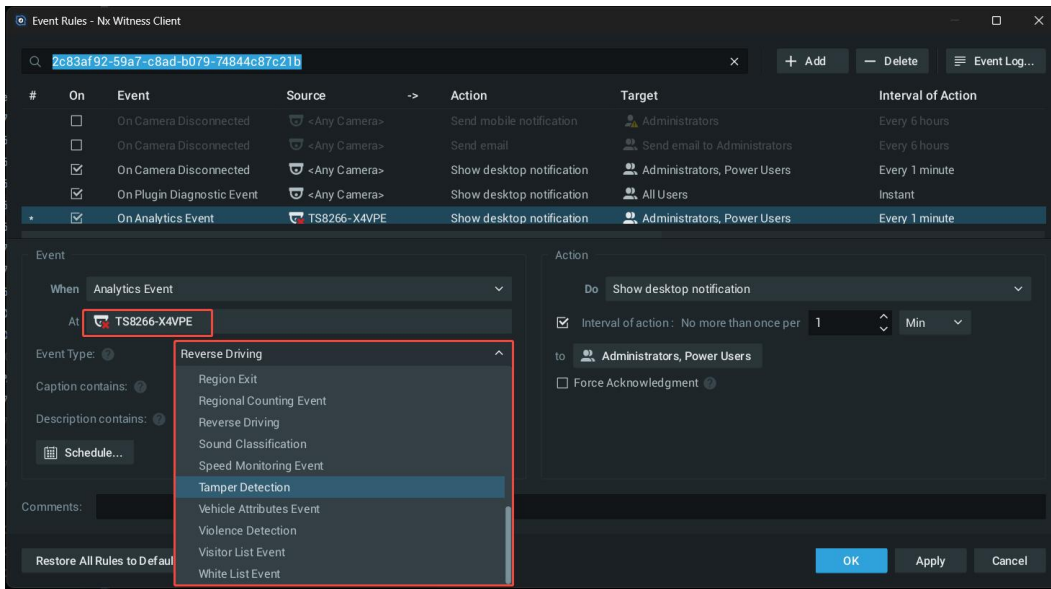 Event Rules - Nx Witness Client
2c83af92-59a7-c8ad-b079-74844c87c21b
Add
Delete
Event Log...
# On Event Source -> Action Target Interval of Action
On Camera Disconnected <Any Camera> Send mobile notification Administrators Every 6 hours
On Camera Disconnected <Any Camera> Send email Send email to Administrators Every 6 hours
On Camera Disconnected <Any Camera> Show desktop notification Administrators, Power Users Every 1 minute
On Plugin Diagnostic Event <Any Camera> Show desktop notification All Users Instant
* On Analytics Event TS8266-X4VPE Show desktop notification Administrators, Power Users Every 1 minute
Event
When Analytics Event
At TS8266-X4VPE
Event Type: Reverse Driving
Region Exit
Regional Counting Event
Reverse Driving
Sound Classification
Speed Monitoring Event
Tamper Detection
Vehicle Attributes Event
Violence Detection
Visitor List Event
White List Event
Caption contains:
Description contains:
Schedule...
Action
Do Show desktop notification
Interval of action: No more than once per 1 Min
to Administrators, Power Users
Force Acknowledgment
Comments:
Restore All Rules to Defaul
OK
Apply
Cancel